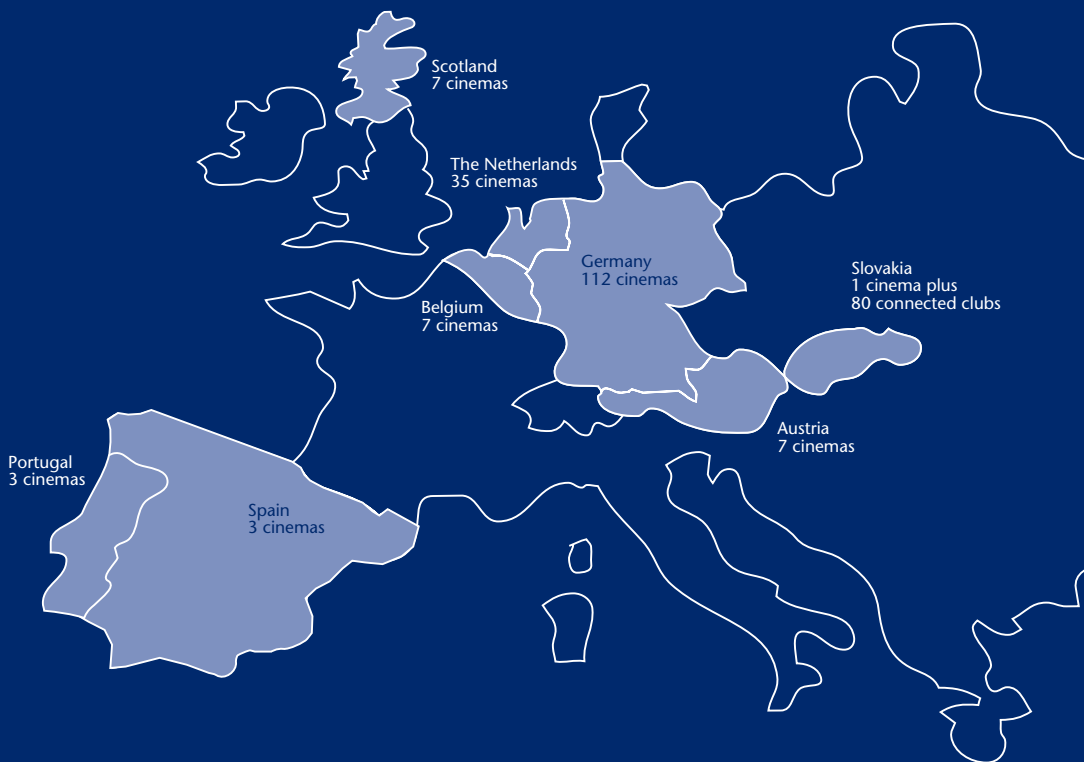 Scotland
7 cinemas
The Netherlands
35 cinemas
Germany
112 cinemas
Slovakia
1 cinema plus
80 connected clubs
Belgium
7 cinemas
Austria
7 cinemas
Portugal
3 cinemas
Spain
3 cinemas